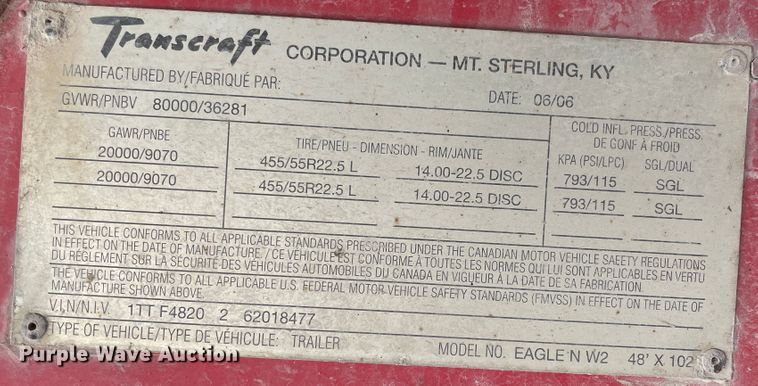 Transcraft CORPORATION — MT. STERLING, KY
MANUFACTURED BY/FABRIQUÉ PAR:
DATE: 06/06
GVWR/PNBV 80000/36281
GAWR/PNBE
TIRE/PNEU - DIMENSION - RIM/JANTE
COLD INFL. PRESS./PRESS.
DE GONF À FROID
KPA (PSI/LPC) SGL/DUAL
20000/9070 455/55R22.5 L 14.00-22.5 DISC 793/115 SGL
20000/9070 455/55R22.5 L 14.00-22.5 DISC 793/115 SGL
THIS VEHICLE CONFORMS TO ALL APPLICABLE STANDARDS PRESCRIBED UNDER THE CANADIAN MOTOR VEHICLE SAFETY REGULATIONS
IN EFFECT ON THE DATE OF MANUFACTURE / CE VÉHICULE EST CONFORME À TOUTES LES NORMES QUI LUI SONT APPLICABLES EN VERTU
DU RÈGLEMENT SUR LA SÉCURITÉ DES VÉHICULES AUTOMOBILES DU CANADA EN VIGUEUR À LA DATE DE SA FABRICATION.
THE VEHICLE CONFORMS TO ALL APPLICABLE U.S. FEDERAL MOTOR VEHICLE SAFETY STANDARDS (FMVSS) IN EFFECT ON THE DATE OF
MANUFACTURE SHOWN ABOVE.
V.I.N/N.I.V. 1TT F4820 2 62018477
TYPE OF VEHICLE/TYPE DE VÉHICULE: TRAILER
MODEL NO. EAGLE N W2 48' X 102
Purple Wave Auction